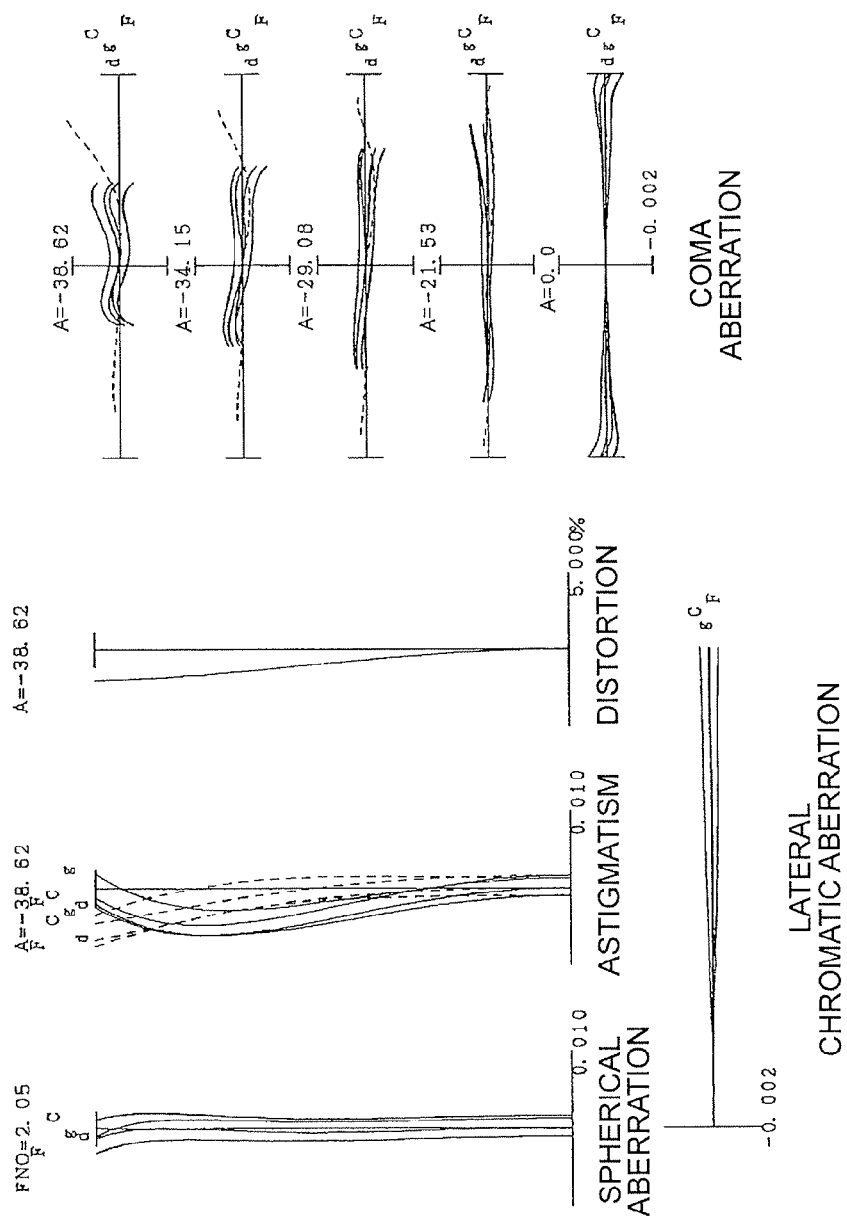 FNO=2. 05
F
C
g
d
0.010
SPHERICAL
ABERRATION
A=-38. 62
F
F
C
C
g
g
d
d
0.010
ASTIGMATISM
A=-38. 62
5.000%
DISTORTION
A=-38. 62
d g C F
A=-34. 15
d g C F
A=-29. 08
d g C F
A=-21. 53
d g C F
A=0. 0
d g C F
-0. 002
COMA
ABERRATION
g C F
-0. 002
LATERAL
CHROMATIC ABERRATION